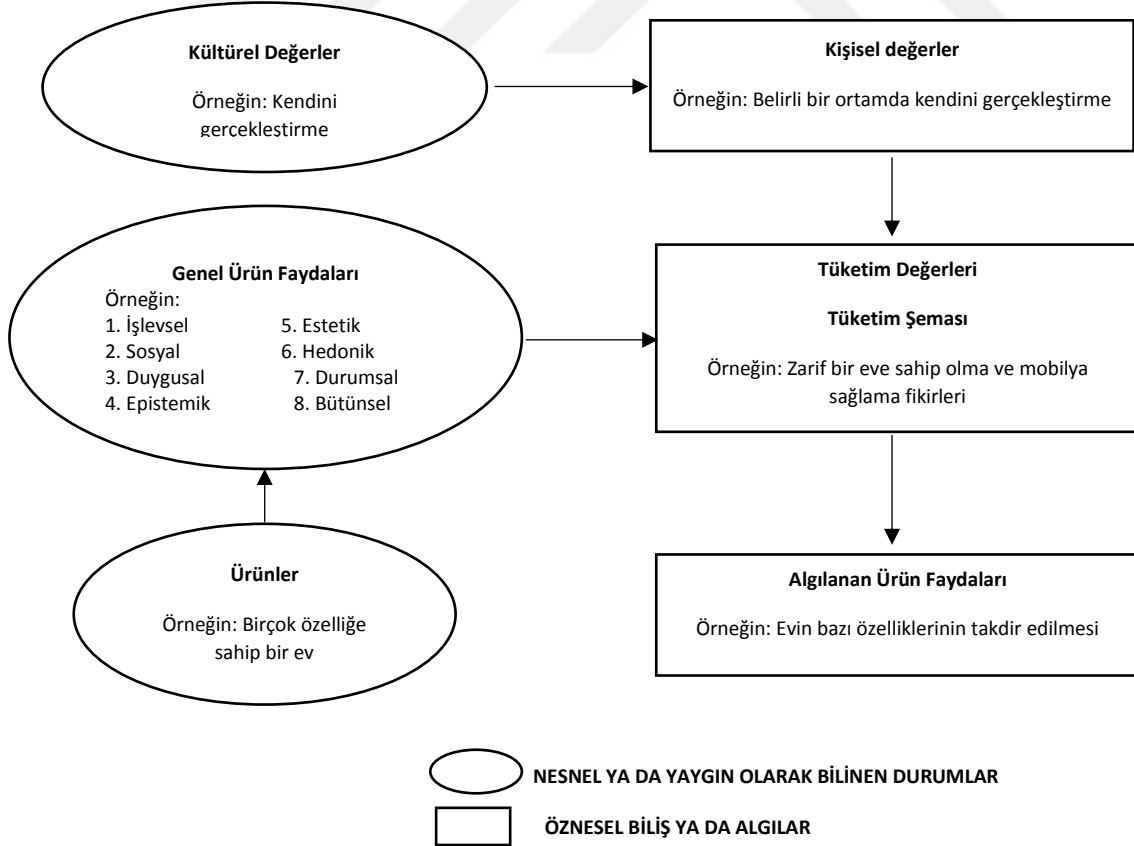 Kültürel Değerler
Örneğin: Kendini
gerçekleştirme
Kişisel değerler
Örneğin: Belirli bir ortamda kendini gerçekleştirme
Genel Ürün Faydaları
Örneğin:
1. İşlevsel 5. Estetik
2. Sosyal 6. Hedonik
3. Duygusal 7. Durumsal
4. Epistemik 8. Bütünsel
Tüketim Değerleri
Tüketim Şeması
Örneğin: Zarif bir eve sahip olma ve mobilya
sağlama fikirleri
Ürünler
Örneğin: Birçok özelliğe
sahip bir ev
Algılanan Ürün Faydaları
Örneğin: Evin bazı özelliklerinin takdir edilmesi
NESNEL YA DA YAYGIN OLARAK BİLİNEN DURUMLAR
ÖZNESEL BİLİŞ YA DA ALGILAR